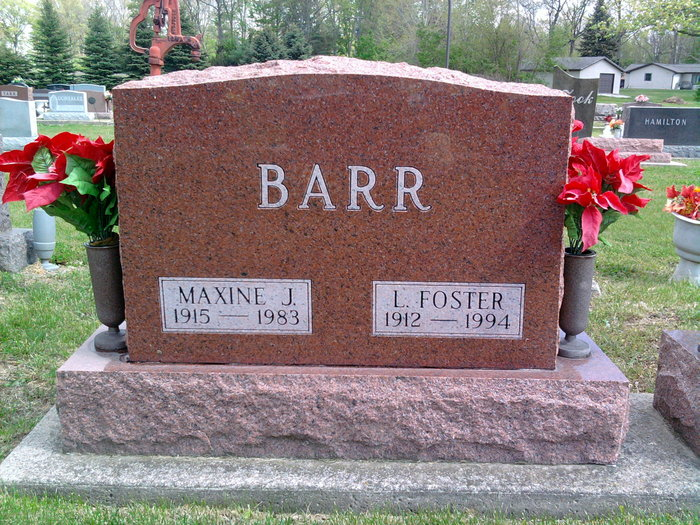 BARR
MAXINE J.
1915 — 1983
L. FOSTER
1912 — 1994
HAMILTON